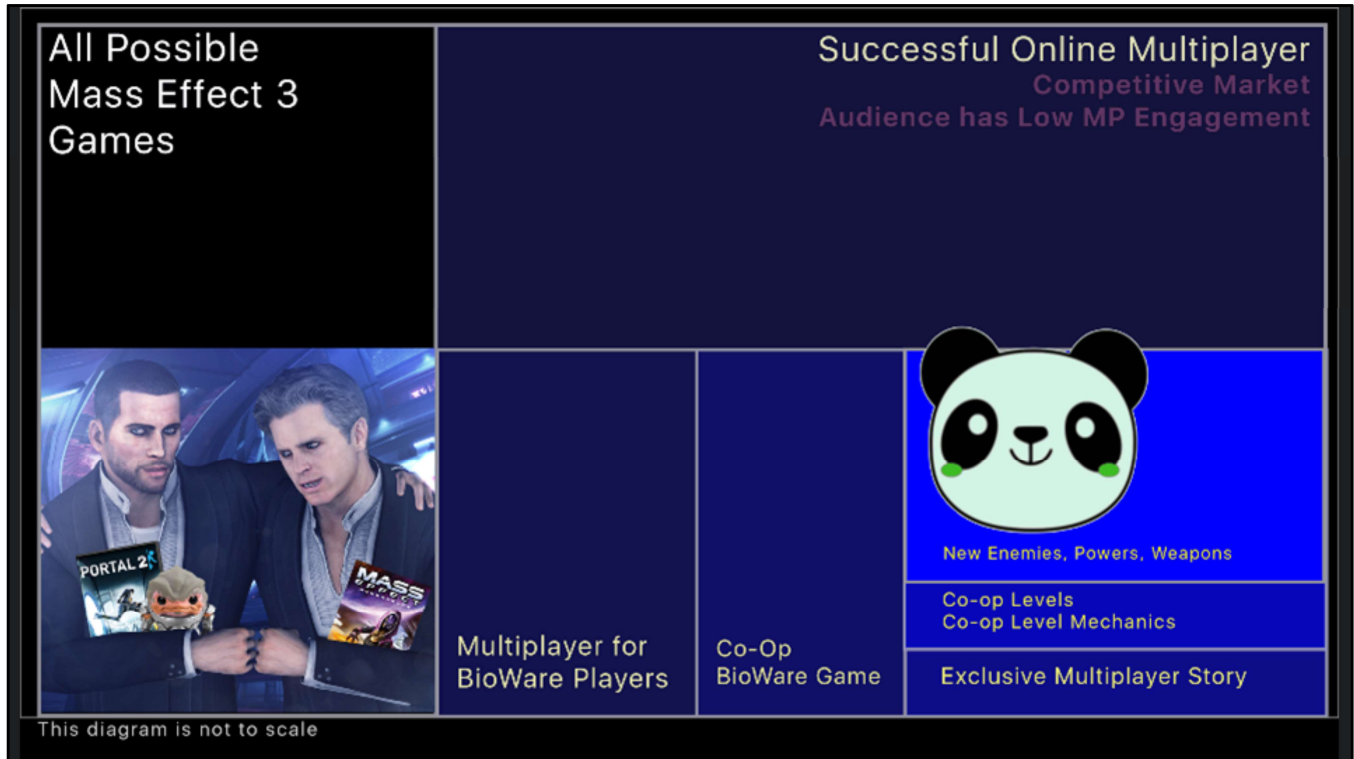 All Possible
Mass Effect 3
Games
Successful Online Multiplayer
Competitive Market
Audience has Low MP Engagement
PORTAL 2
MASS
EFFECT
Multiplayer for
BioWare Players
Co-Op
BioWare Game
New Enemies, Powers, Weapons
Co-op Levels
Co-op Level Mechanics
Exclusive Multiplayer Story
This diagram is not to scale